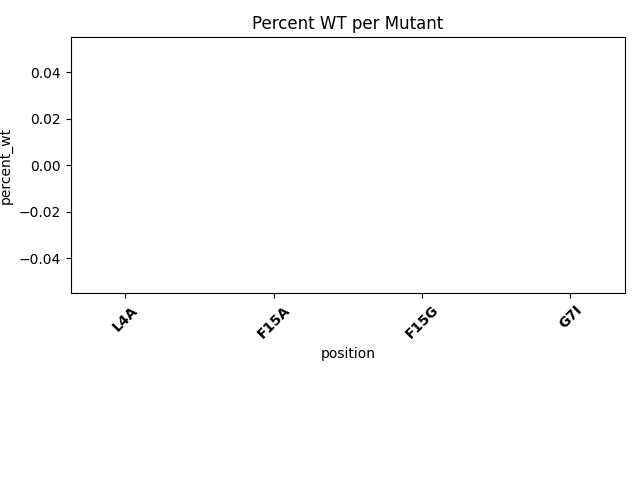 Percent WT per Mutant
percent_wt
0.04
0.02
0.00
−0.02
−0.04
L4A F15A F15G G7I
position